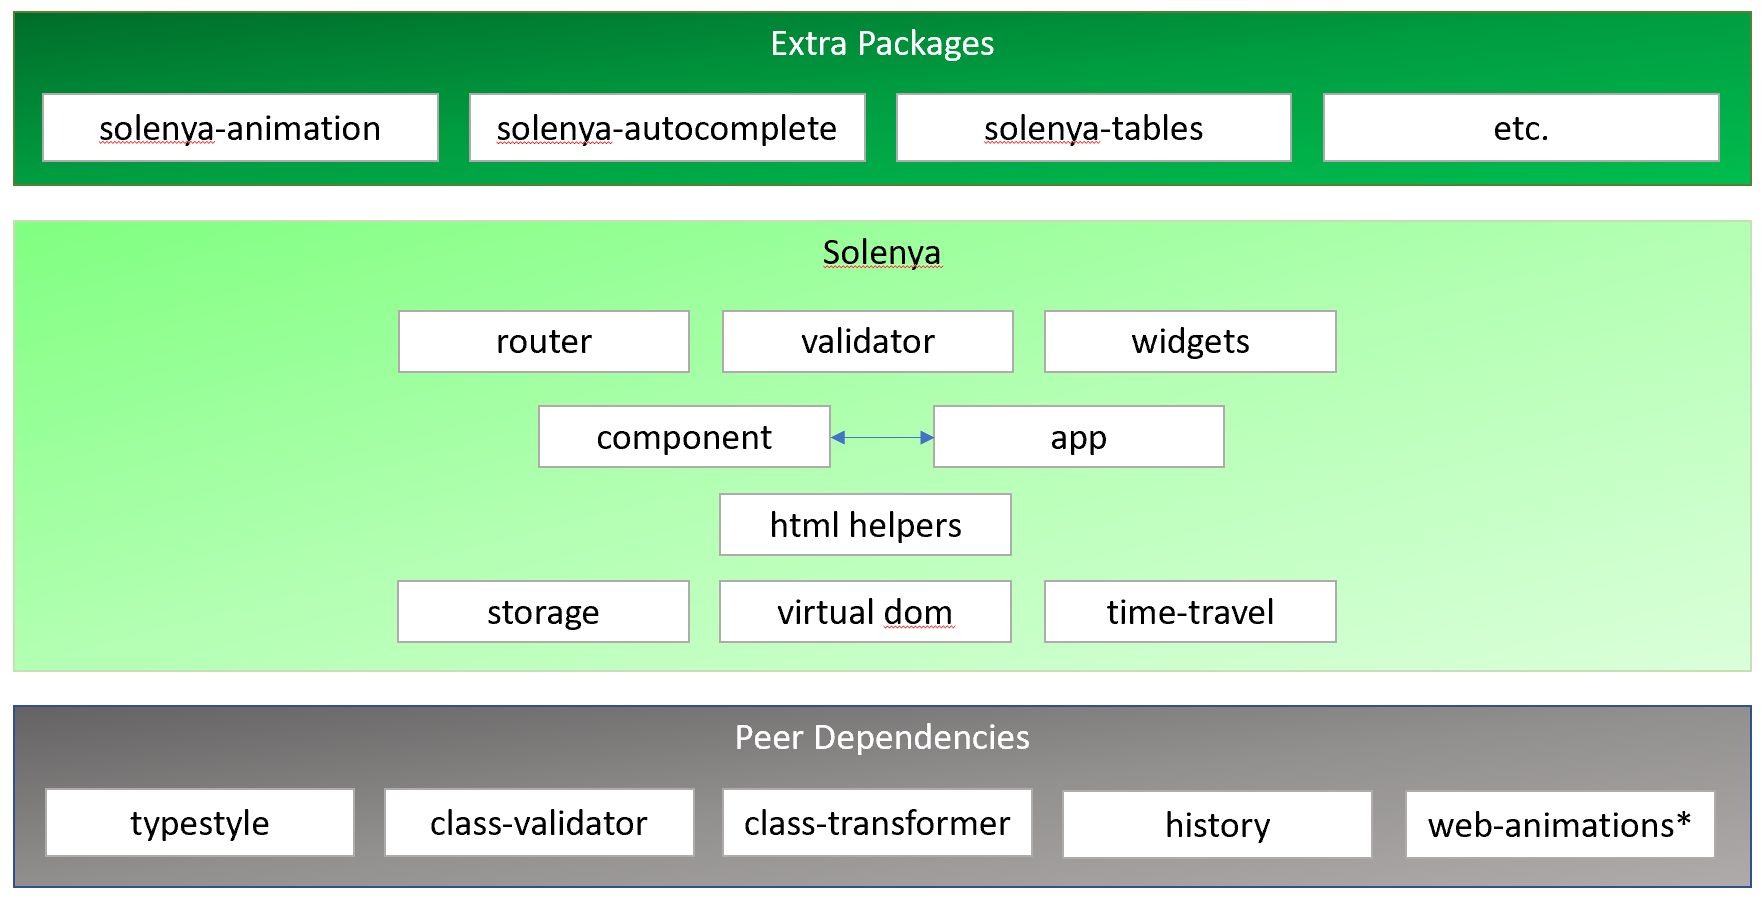 Extra Packages
solenya-animation
solenya-autocomplete
solenya-tables
etc.
Solenya
router
validator
widgets
component
app
html helpers
storage
virtual dom
time-travel
Peer Dependencies
typestyle
class-validator
class-transformer
history
web-animations*